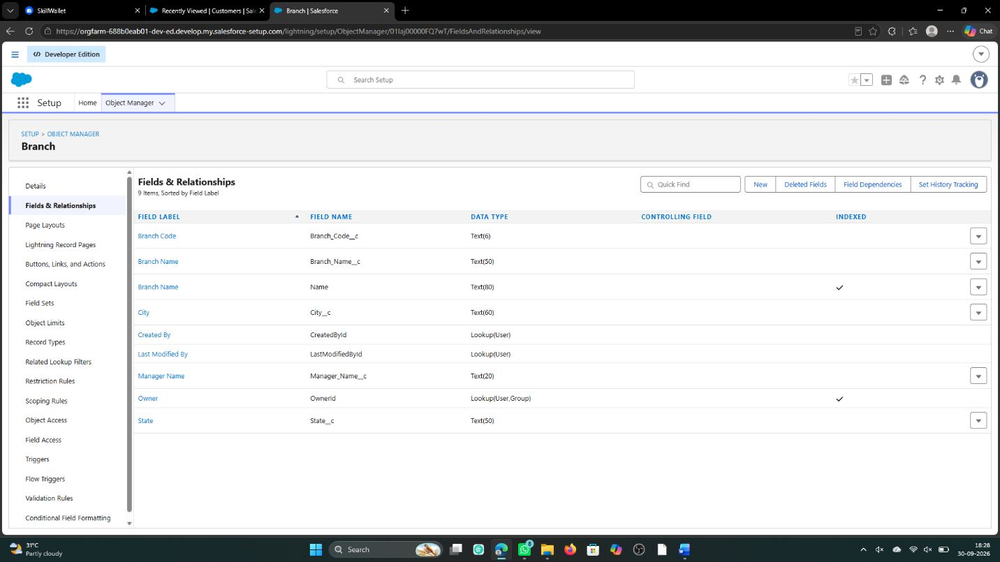 SkillWallet
Recently Viewed | Customers | Sale
Branch | Salesforce
https://orgfarm-688b0eab01-dev-ed.develop.my.salesforce-setup.com/lightning/setup/ObjectManager/01Iaj00000FQ7wT/FieldsAndRelationships/view
Chat
Developer Edition
Search Setup
Setup
Home
Object Manager
SETUP > OBJECT MANAGER
Branch
Details
Fields & Relationships
Page Layouts
Lightning Record Pages
Buttons, Links, and Actions
Compact Layouts
Field Sets
Object Limits
Record Types
Related Lookup Filters
Restriction Rules
Scoping Rules
Object Access
Field Access
Triggers
Flow Triggers
Validation Rules
Conditional Field Formatting
Fields & Relationships
9 Items, Sorted by Field Label
Quick Find
New
Deleted Fields
Field Dependencies
Set History Tracking
FIELD LABEL FIELD NAME DATA TYPE CONTROLLING FIELD INDEXED
Branch Code Branch_Code__c Text(6)
Branch Name Branch_Name__c Text(50)
Branch Name Name Text(80)
City City__c Text(60)
Created By CreatedById Lookup(User)
Last Modified By LastModifiedById Lookup(User)
Manager Name Manager_Name__c Text(20)
Owner OwnerId Lookup(User,Group)
State State__c Text(50)
31°C
Partly cloudy
Search
8
18:28
30-09-2026